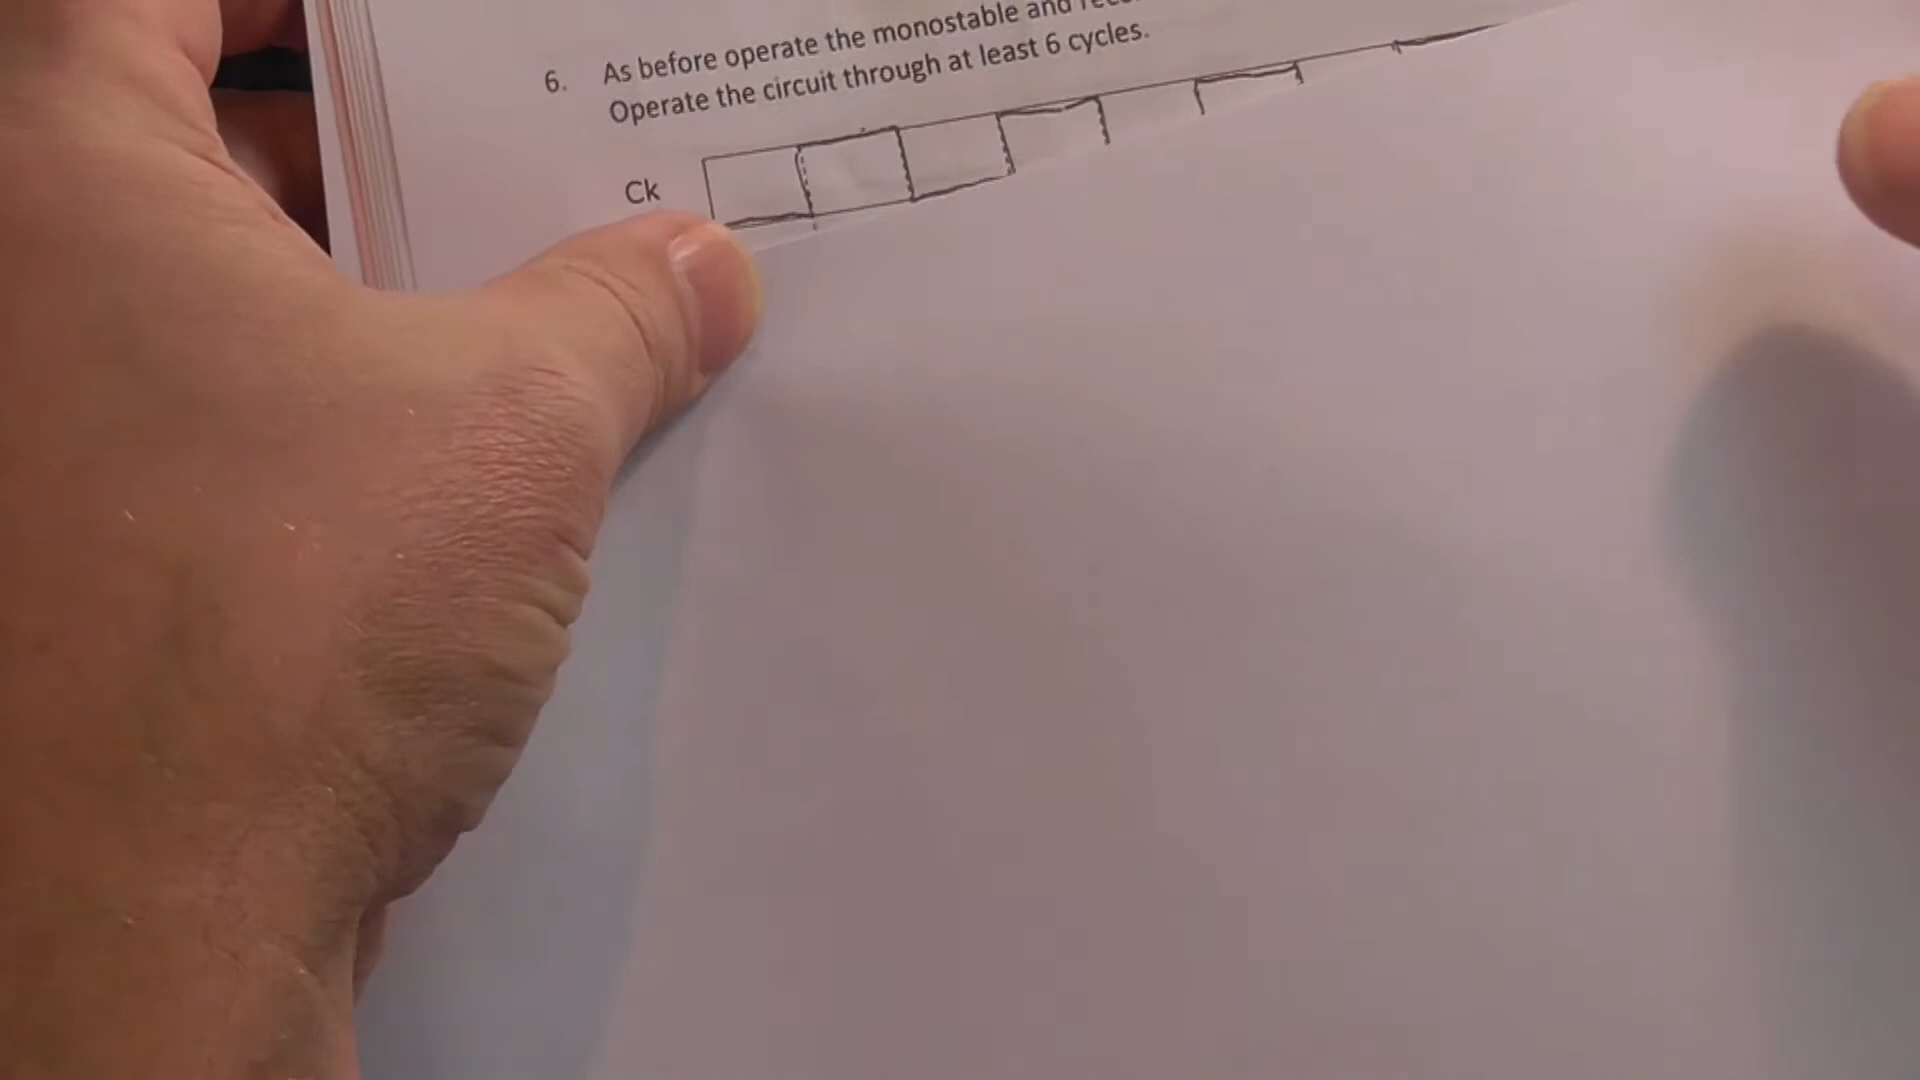 6. As before operate the monostable and
Operate the circuit through at least 6 cycles.
Ck